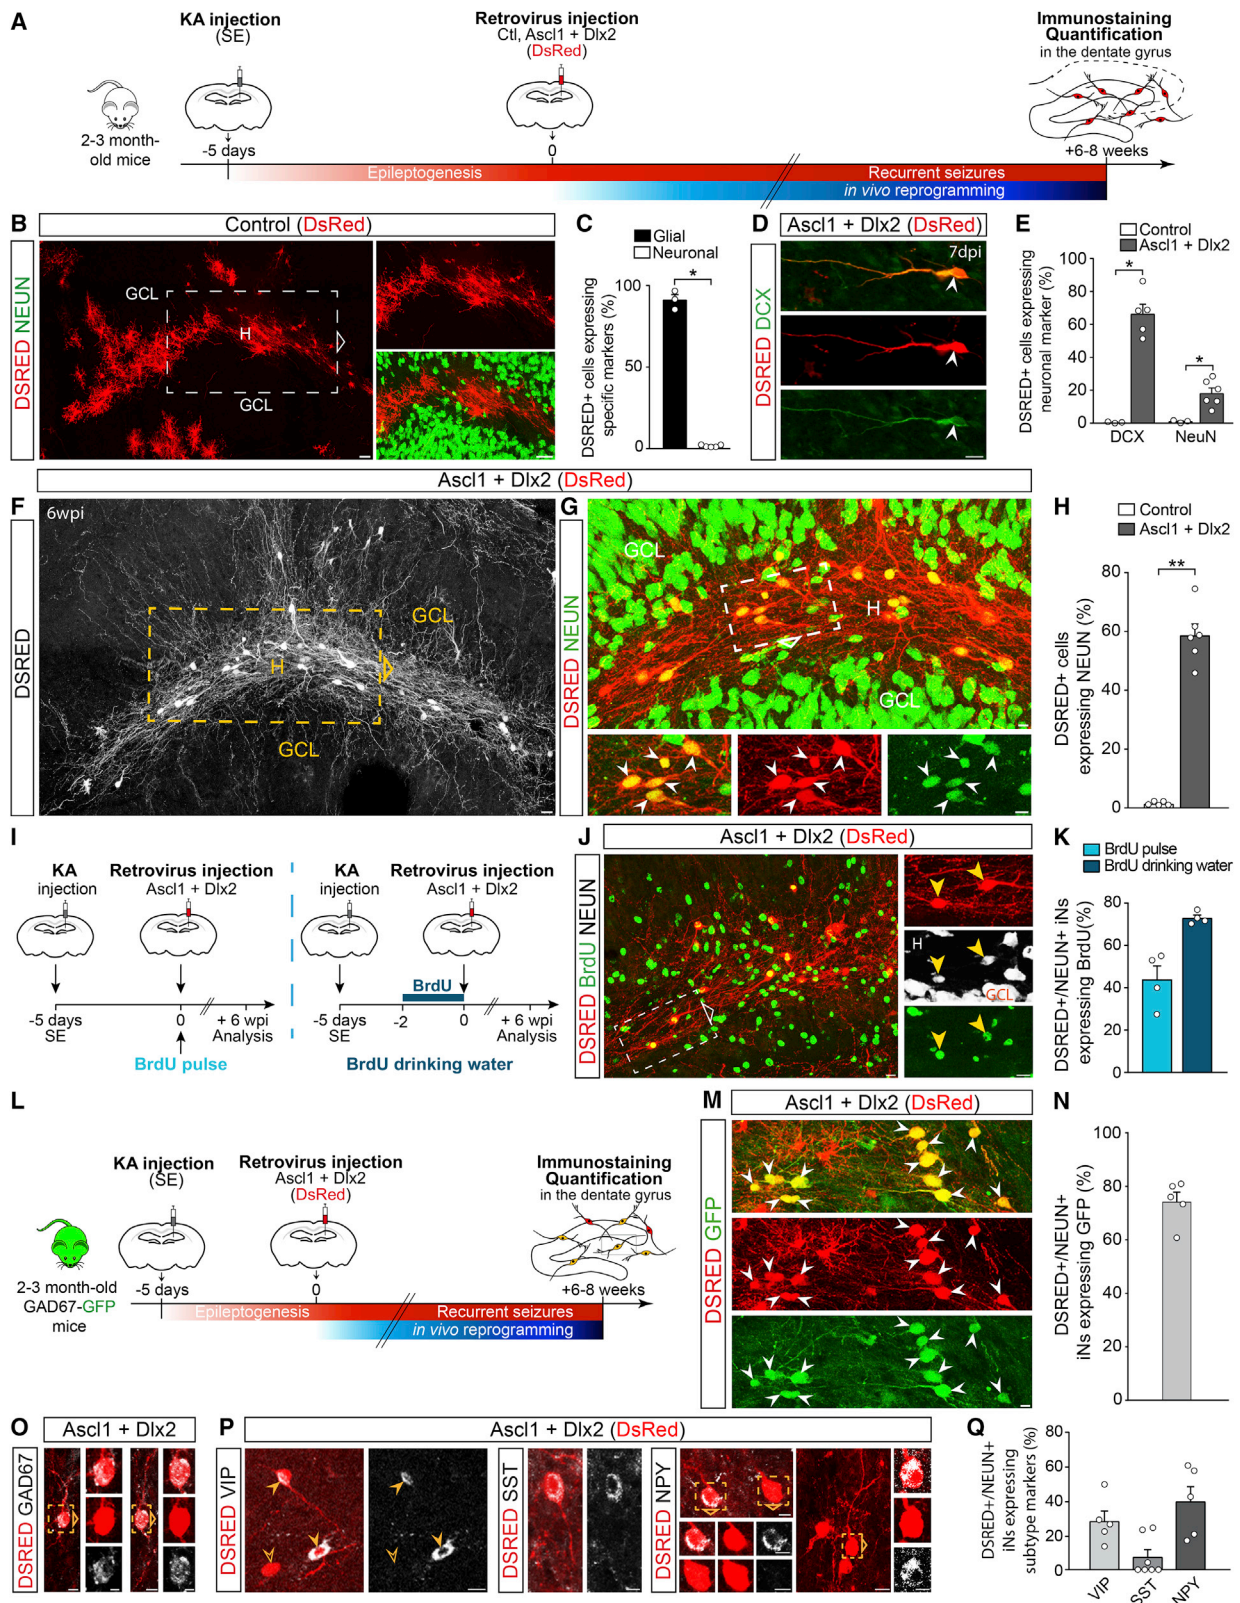 A
KA injection
(SE)
Retrovirus injection
Ctl, Ascl1 + Dlx2
(DsRed)
Immunostaining
Quantification
in the dentate gyrus
2-3 month-
old mice
-5 days
0
+6-8 weeks
Epileptogenesis
Recurrent seizures
in vivo reprogramming
B
Control (DsRed)
DSRED NEUN
GCL
H
GCL
C
Glial
Neuronal
DSRED+ cells expressing
specific markers (%)
100
50
0
*
D
Ascl1 + Dlx2 (DsRed)
DSRED DCX
7dpi
E
Control
Ascl1 + Dlx2
DSRED+ cells expressing
neuronal marker (%)
100
80
60
40
20
0
*
*
DCX
NeuN
Ascl1 + Dlx2 (DsRed)
F
DSRED
6wpi
GCL
H
GCL
G
DSRED NEUN
GCL
H
GCL
H
Control
Ascl1 + Dlx2
DSRED+ cells
expressing NEUN (%)
80
60
40
20
0
**
I
KA
injection
Retrovirus injection
Ascl1 + Dlx2
-5 days
SE
0
+ 6 wpi
Analysis
BrdU pulse
KA
injection
Retrovirus injection
Ascl1 + Dlx2
BrdU
-5 days
SE
-2
0
+ 6 wpi
Analysis
BrdU drinking water
J
Ascl1 + Dlx2 (DsRed)
DSRED BrdU NEUN
H
GCL
K
BrdU pulse
BrdU drinking water
DSRED+/NEUN+ iNs
expressing BrdU(%)
80
60
40
20
0
L
KA injection
(SE)
Retrovirus injection
Ascl1 + Dlx2
(DsRed)
Immunostaining
Quantification
in the dentate gyrus
2-3 month-old
GAD67-GFP
mice
-5 days
0
+6-8 weeks
Epileptogenesis
Recurrent seizures
in vivo reprogramming
M
Ascl1 + Dlx2 (DsRed)
DSRED GFP
N
DSRED+/NEUN+
iNs expressing GFP (%)
100
80
60
40
20
0
O
Ascl1 + Dlx2
DSRED GAD67
P
Ascl1 + Dlx2 (DsRed)
DSRED VIP
DSRED SST
DSRED NPY
Q
DSRED+/NEUN+
iNs expressing
subtype markers (%)
80
60
40
20
0
VIP
SST
NPY